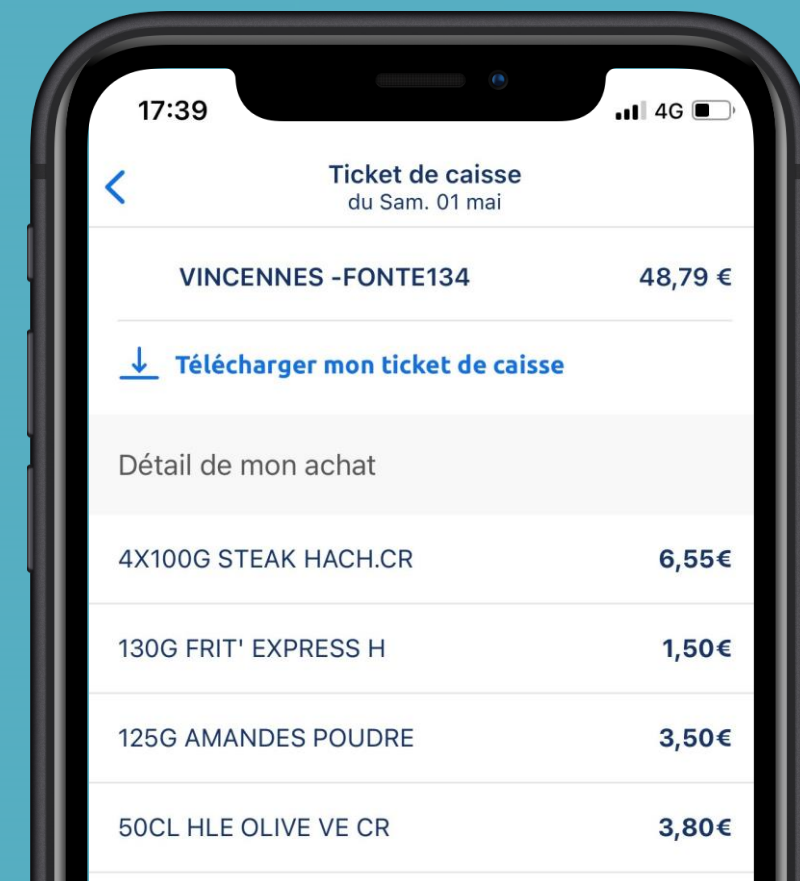 17:39
4G
Ticket de caisse
du Sam. 01 mai
VINCENNES -FONTE134 48,79 €
Télécharger mon ticket de caisse
Détail de mon achat
4X100G STEAK HACH.CR 6,55€
130G FRIT' EXPRESS H 1,50€
125G AMANDES POUDRE 3,50€
50CL HLE OLIVE VE CR 3,80€